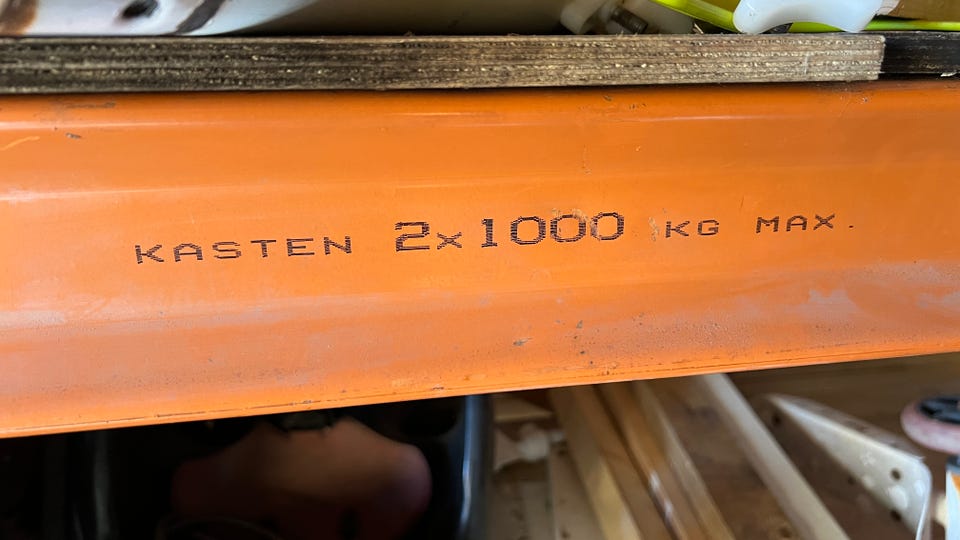 KASTEN 2x1000 KG MAX.